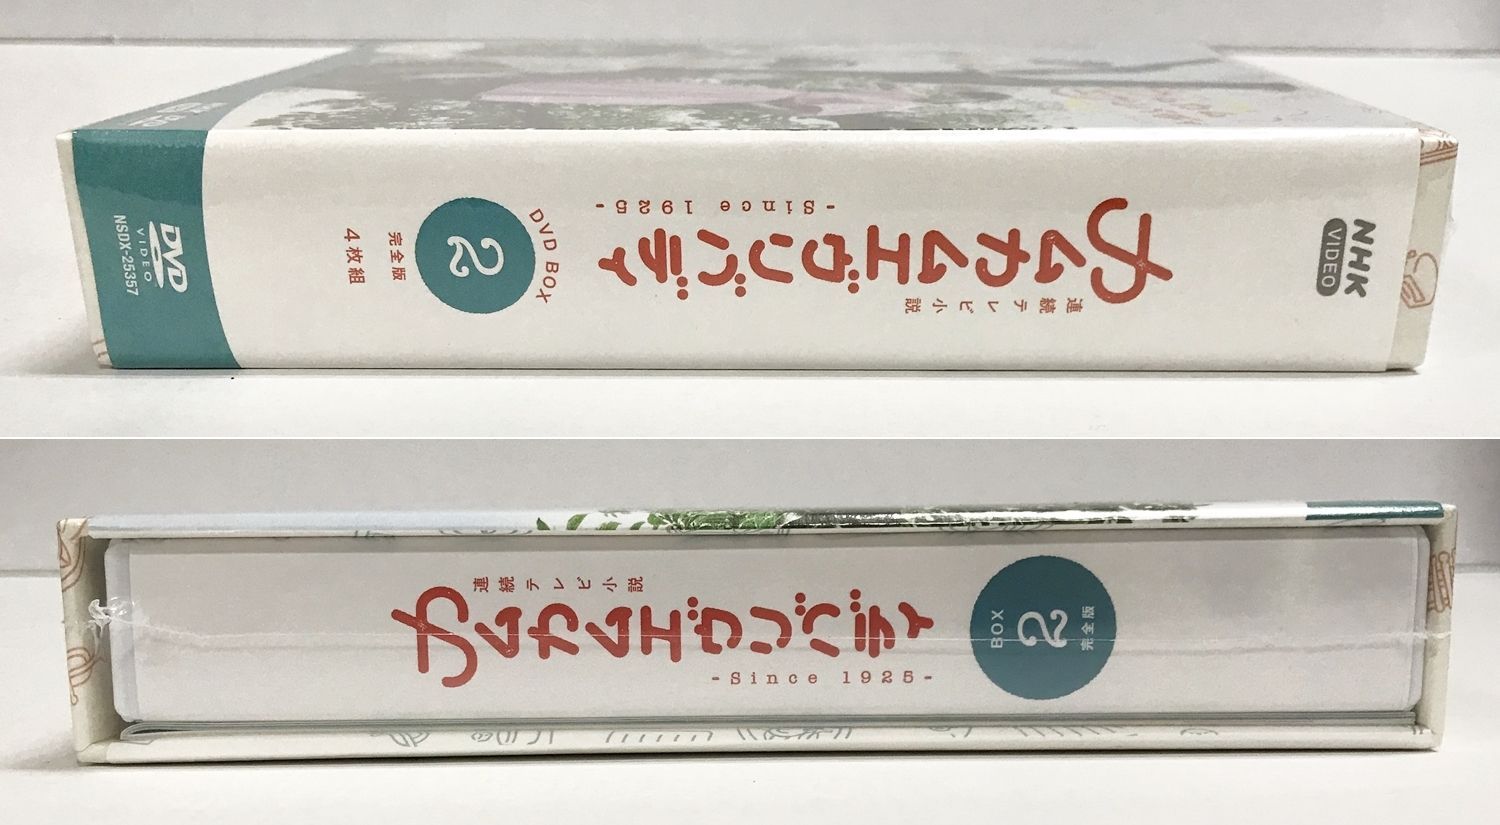 NHK
VIDEO
連続テレビ小説
カムカムエヴリバディ
-Since 1925-
DVD BOX
2
完全版
4枚組
DVD
VIDEO
NSDX-25357
連続テレビ小説
カムカムエヴリバディ
-Since 1925-
BOX
2
完全版